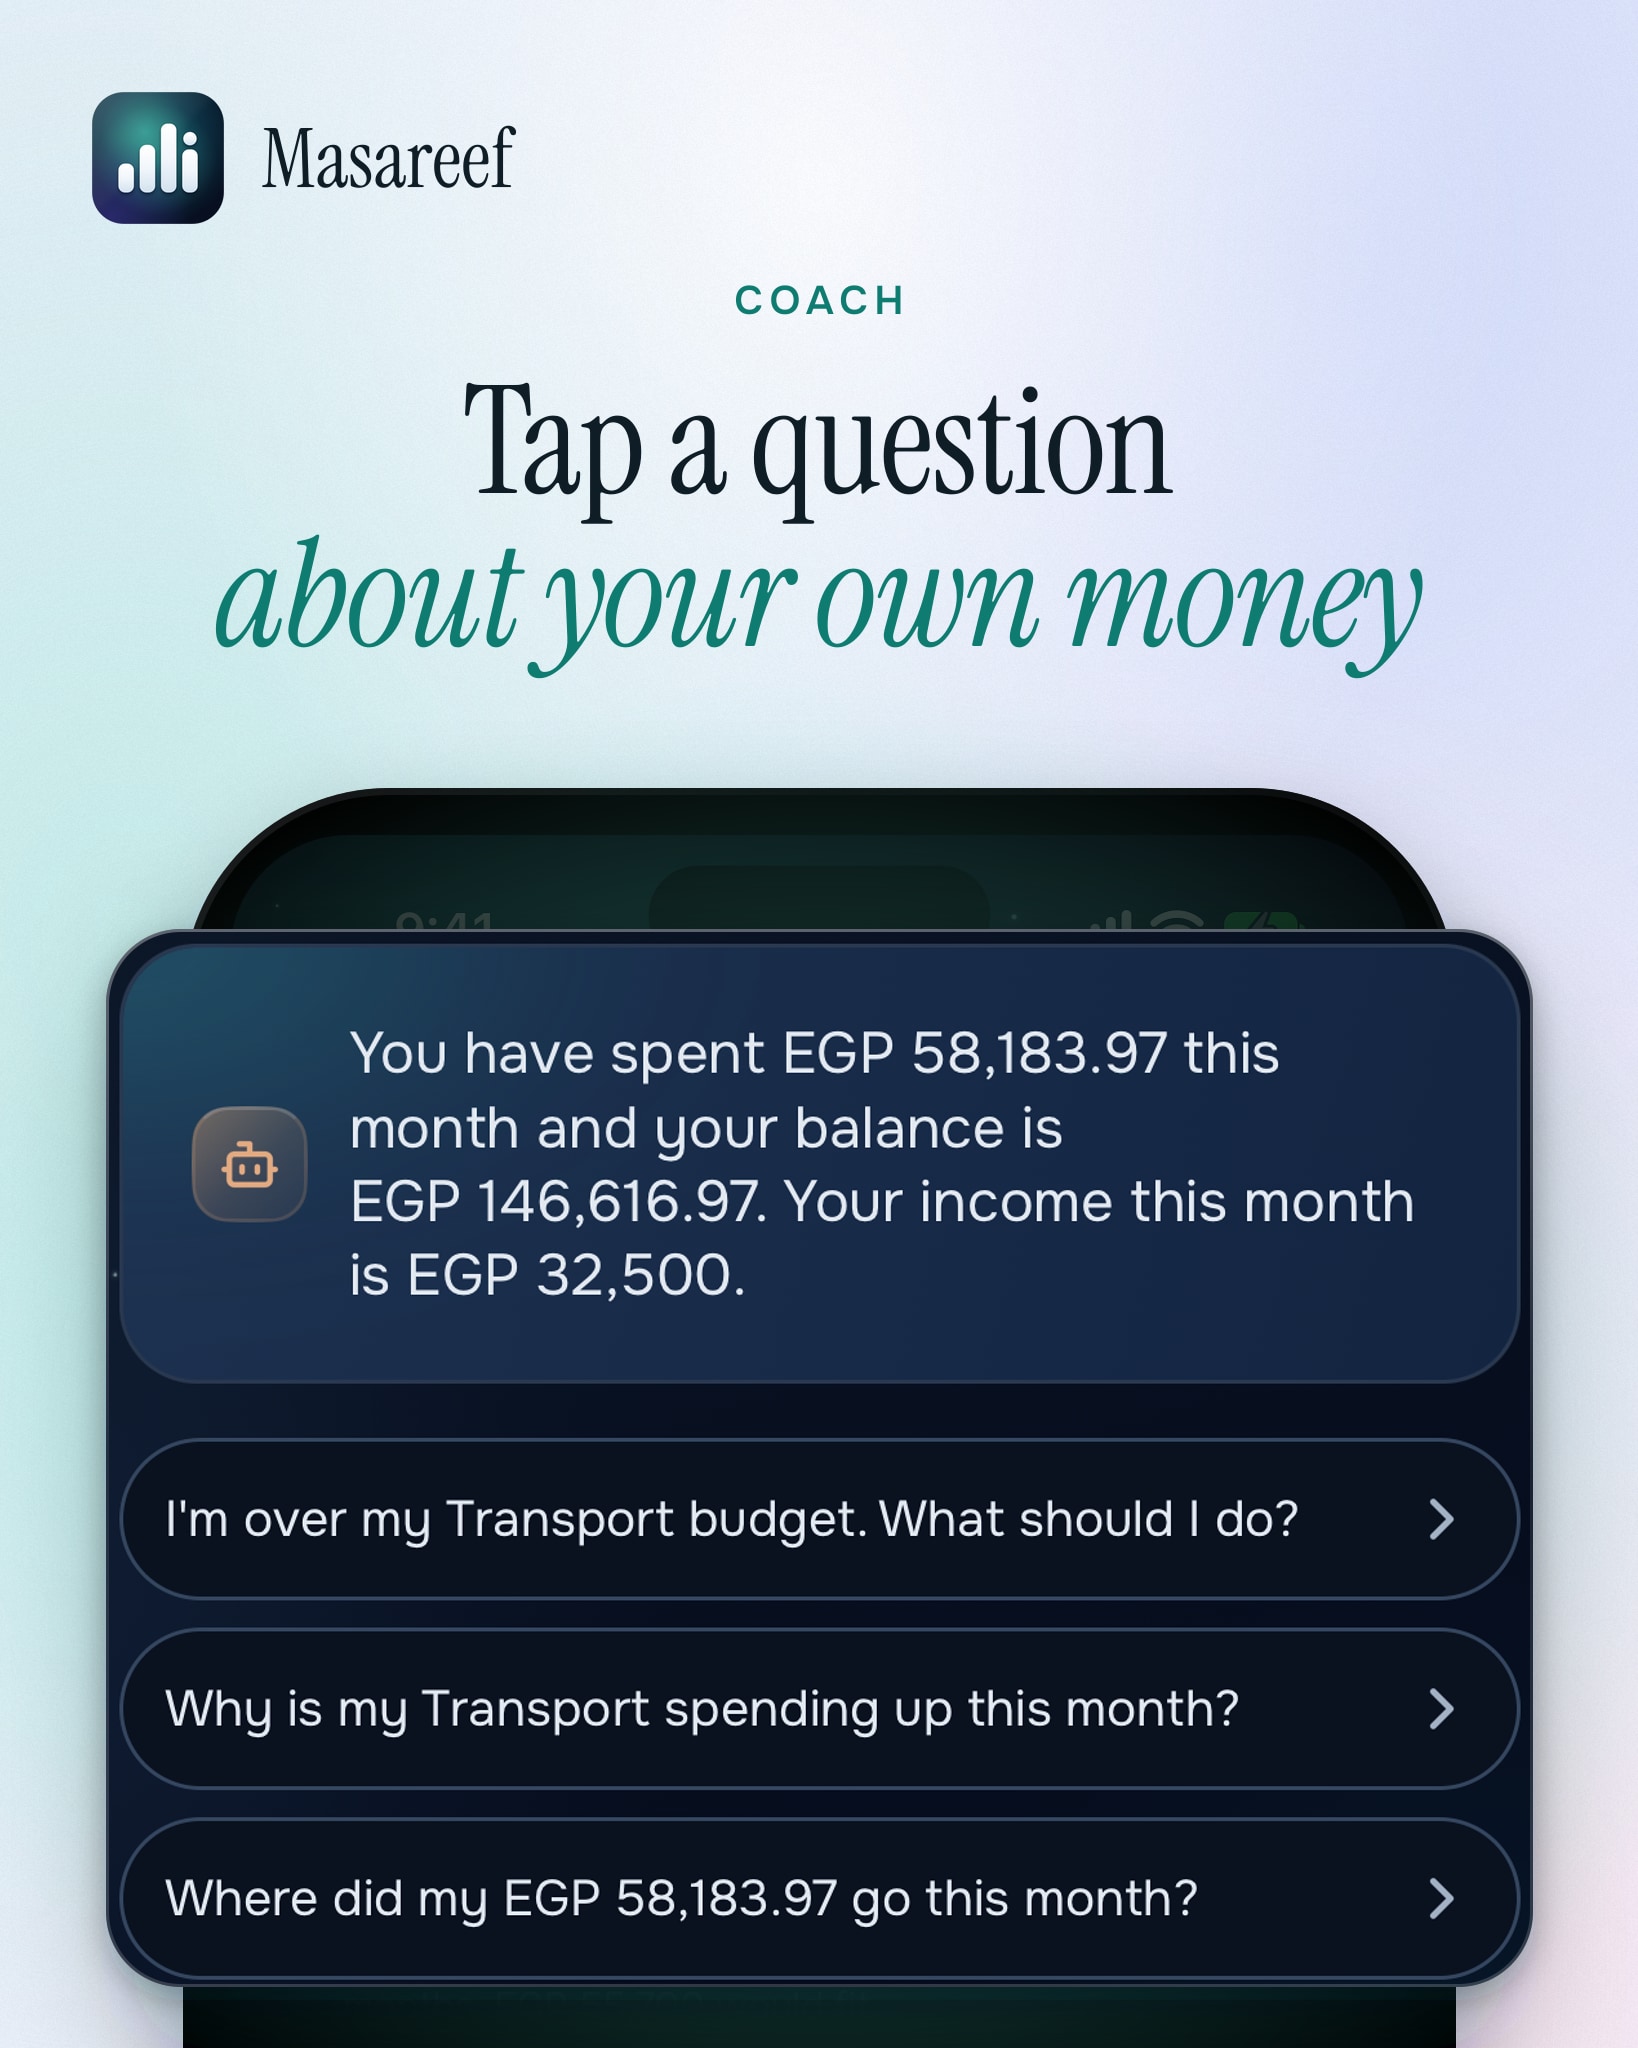 Masareef
COACH
Tap a question
about your own money
9:41
You have spent EGP 58,183.97 this
month and your balance is
EGP 146,616.97. Your income this month
is EGP 32,500.
I'm over my Transport budget. What should I do?
Why is my Transport spending up this month?
Where did my EGP 58,183.97 go this month?